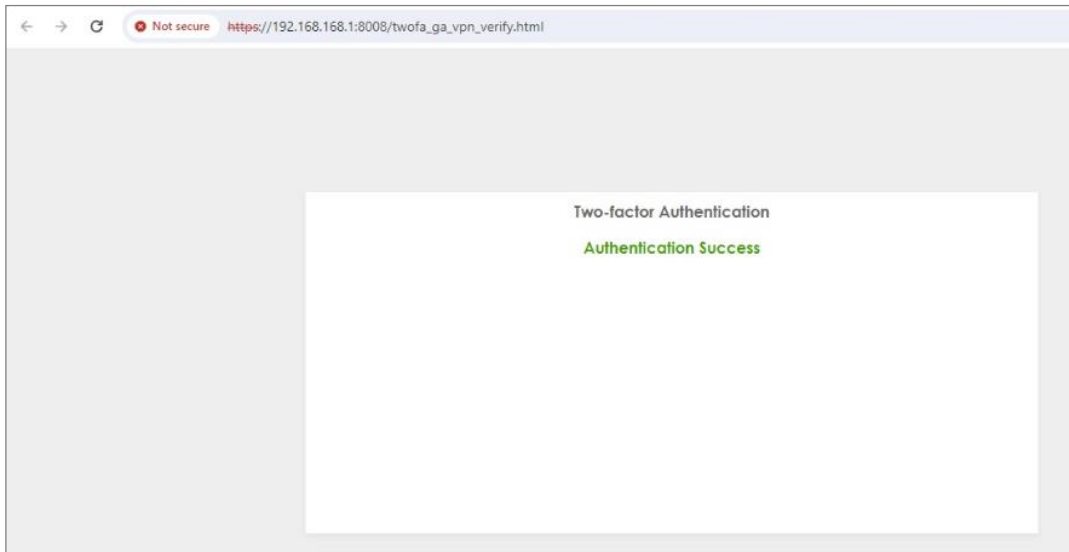 Not secure https://192.168.168.1:8008/twofa_ga_vpn_verify.html
Two-factor Authentication
Authentication Success